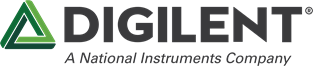 DIGILENT®
A National Instruments Company